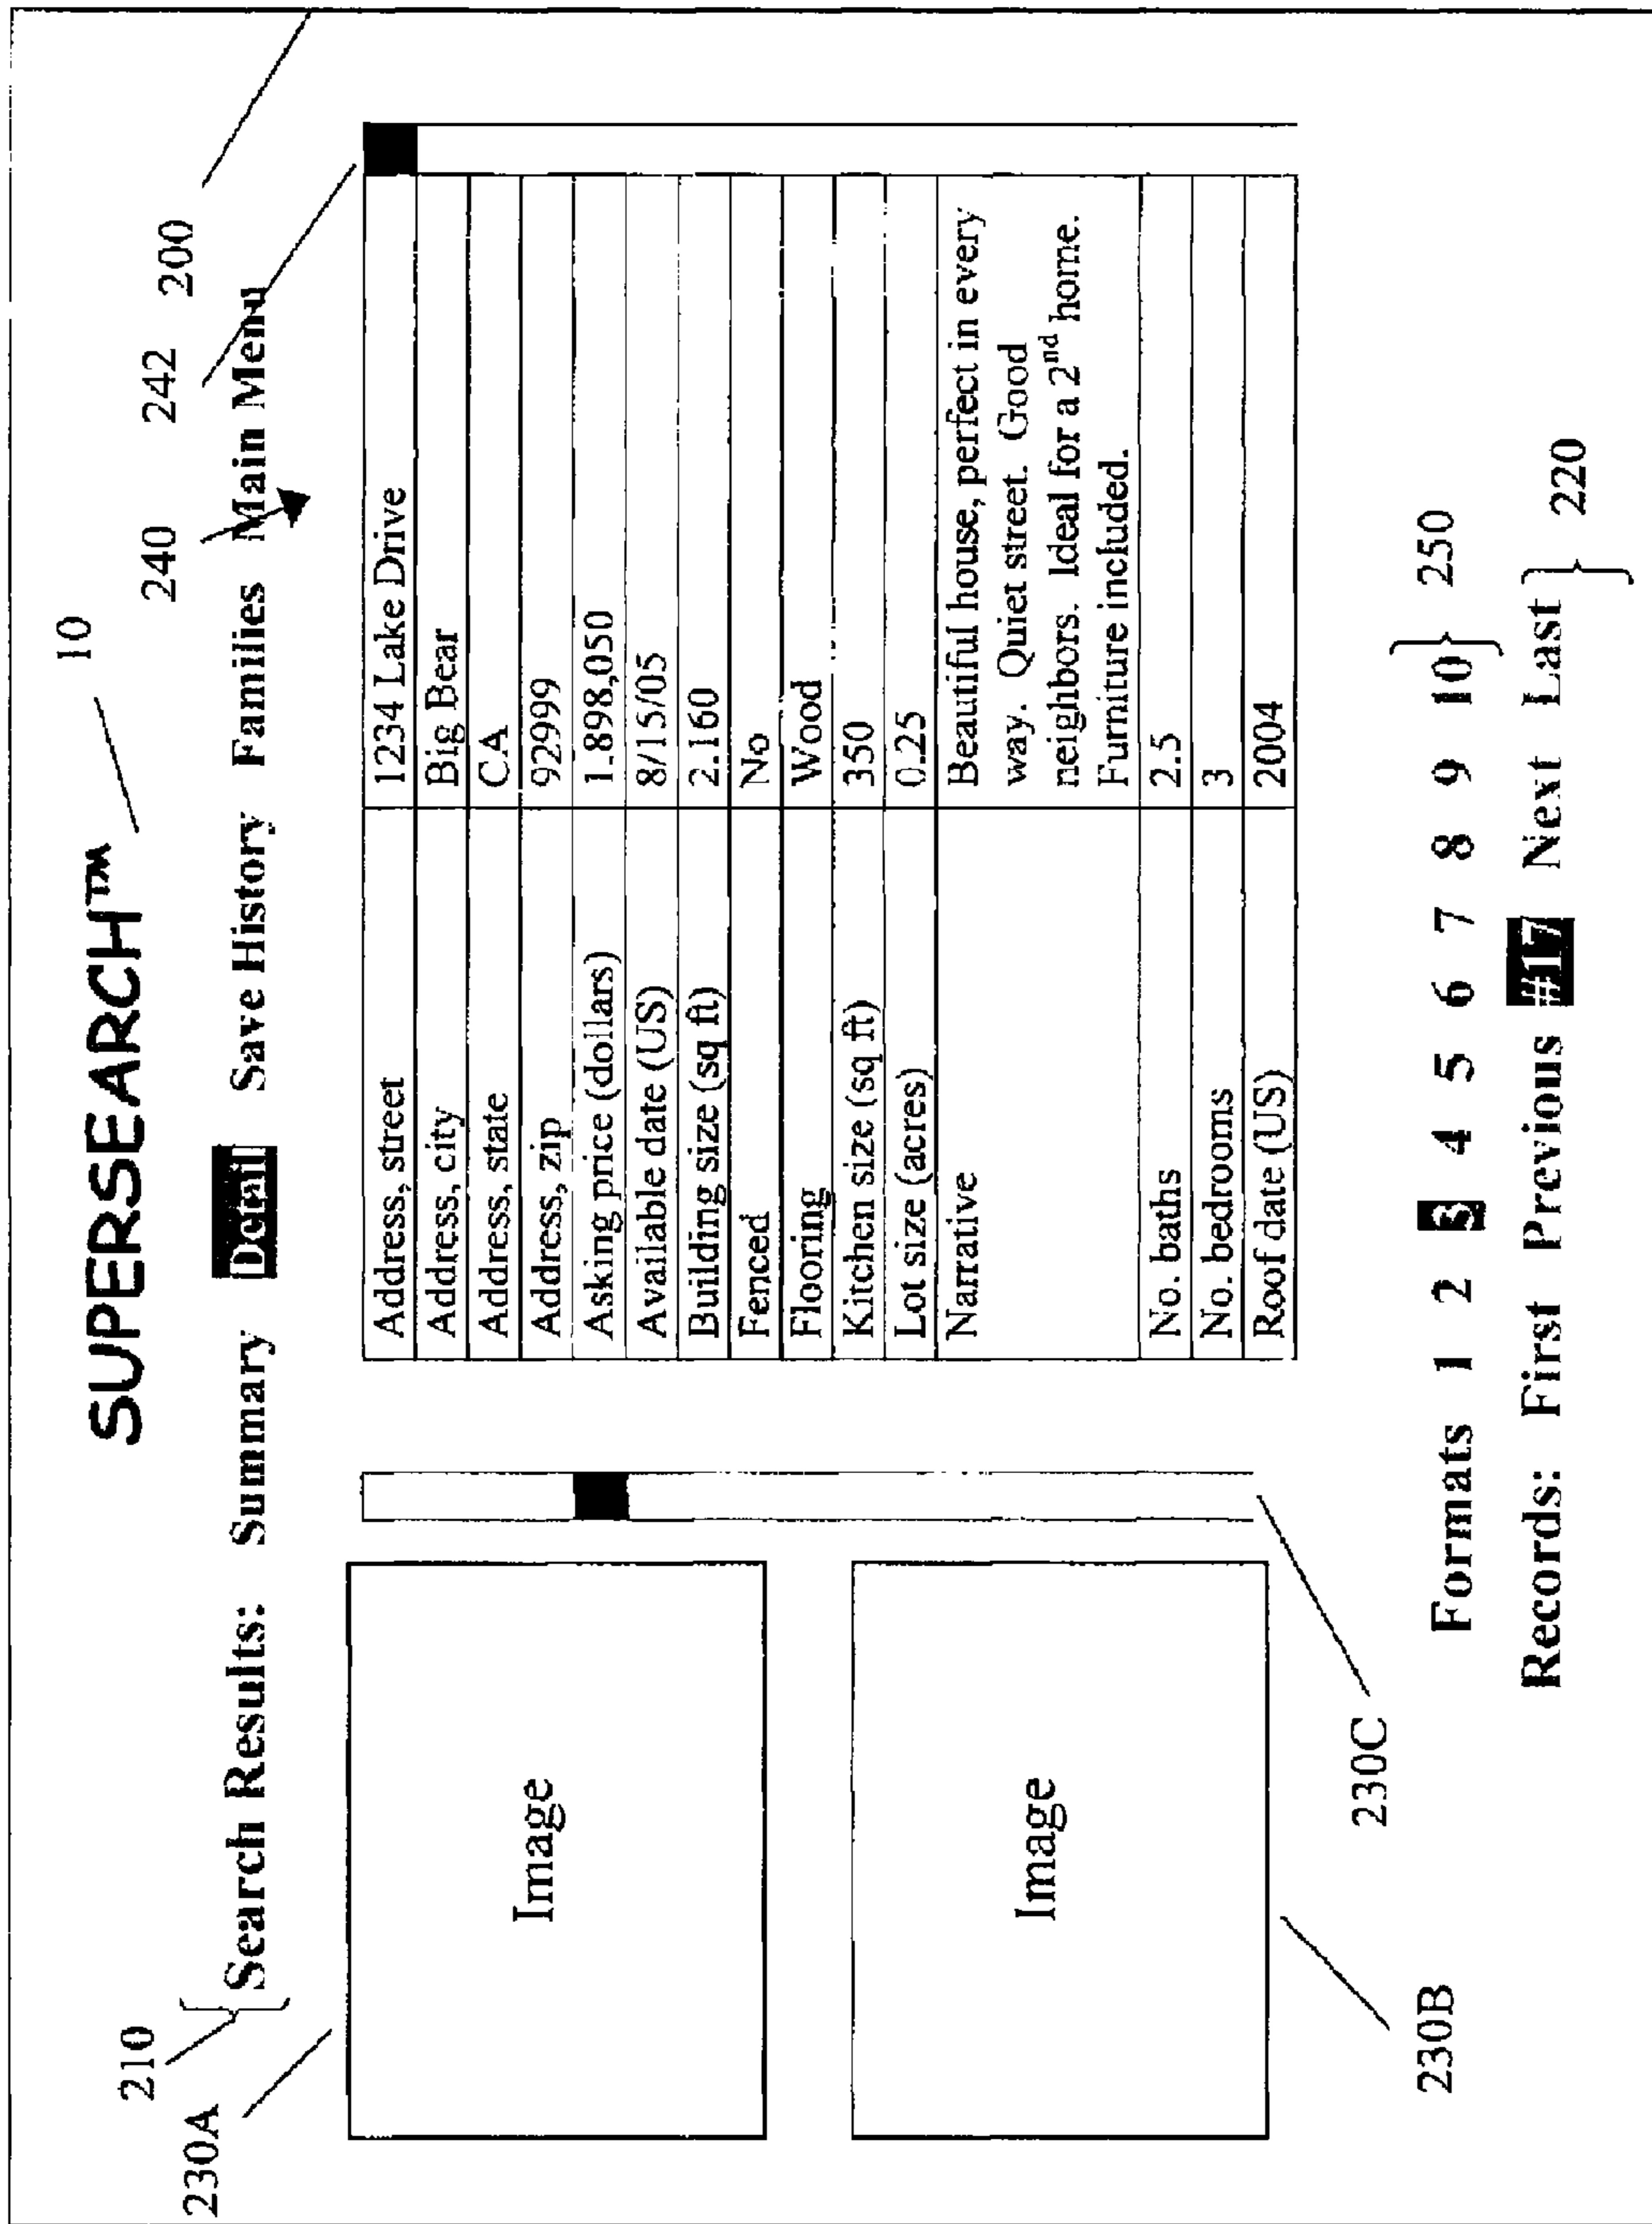 SUPERSEARCH™
10
210
Search Results: Summary Detail Save History Families Main Menu
240
242
200
230A
Image
Image
230B
230C
Address, street 1234 Lake Drive
Address, city Big Bear
Address, state CA
Address, zip 92999
Asking price (dollars) 1.898,050
Available date (US) 8/15/05
Building size (sq ft) 2.160
Fenced No
Flooring Wood
Kitchen size (sq ft) 350
Lot size (acres) 0.25
Narrative Beautiful house, perfect in every
way. Quiet street. Good
neighbors. Ideal for a 2nd home.
Furniture included.
No. baths 2.5
No. bedrooms 3
Roof date (US) 2004
Formats 1 2 3 4 5 6 7 8 9 10
250
Records: First Previous #17 Next Last
220